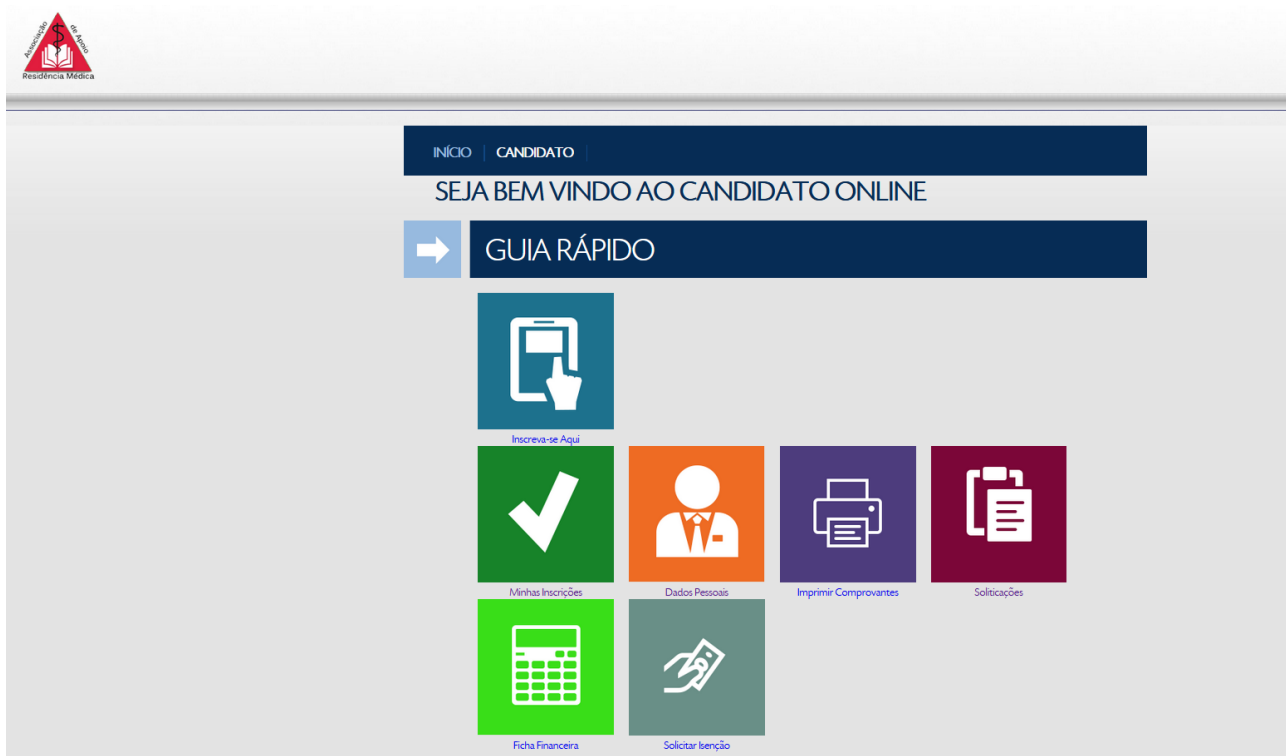 Associação de Apoio
Residência Médica
INÍCIO CANDIDATO
SEJA BEM VINDO AO CANDIDATO ONLINE
GUIA RÁPIDO
Inscreva-se Aqui
Minhas Inscrições Dados Pessoais Imprimir Comprovantes Soliticações
Ficha Financeira Solicitar Isenção